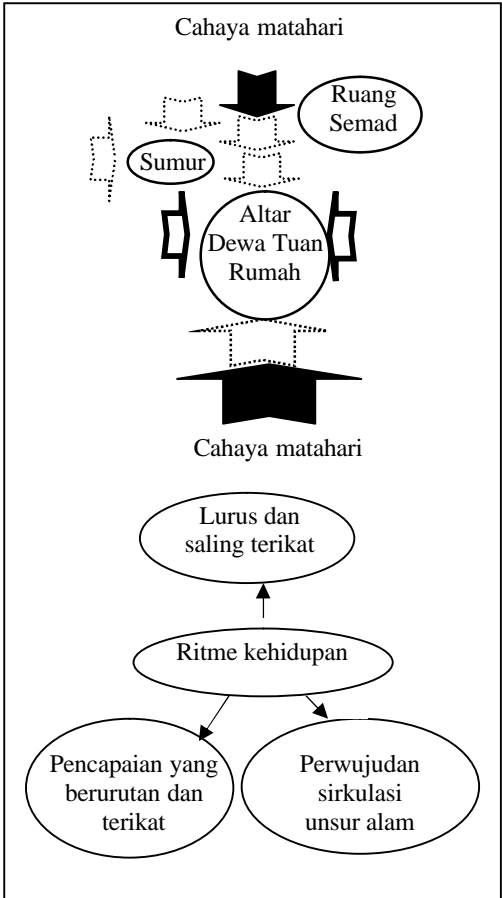 Cahaya matahari
Ruang
Semad
Sumur
Altar
Dewa Tuan
Rumah
Cahaya matahari
Lurus dan
saling terikat
Ritme kehidupan
Pencapaian yang
berurutan dan
terikat
Perwujudan
sirkulasi
unsur alam